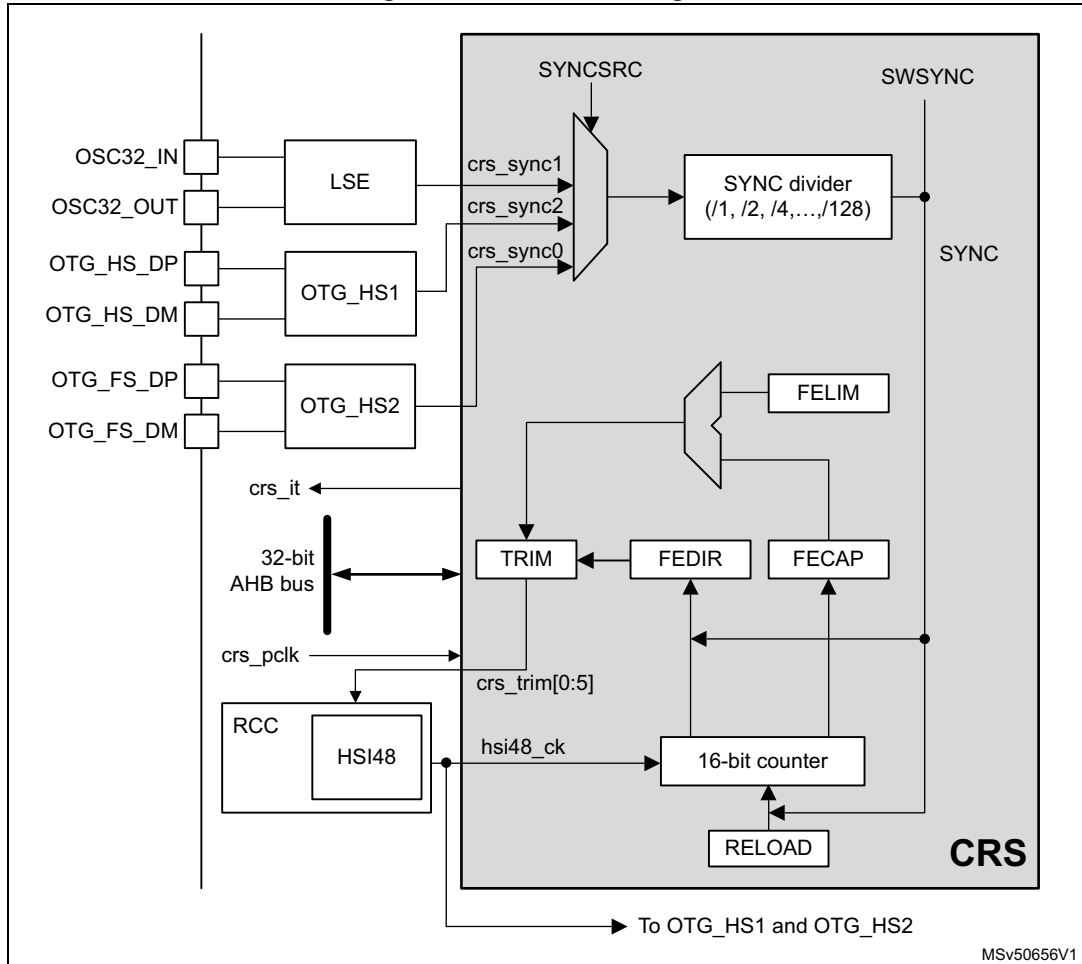 SYNCSRC
SWSYNC
OSC32_IN
LSE
crs_sync1
SYNC divider
(/1, /2, /4,…,/128)
OSC32_OUT
crs_sync2
OTG_HS_DP
OTG_HS1
crs_sync0
SYNC
OTG_HS_DM
OTG_FS_DP
OTG_HS2
FELIM
OTG_FS_DM
crs_it
32-bit
AHB bus
TRIM
FEDIR
FECAP
crs_pclk
crs_trim[0:5]
RCC
HSI48
hsi48_ck
16-bit counter
RELOAD
CRS
To OTG_HS1 and OTG_HS2
MSv50656V1